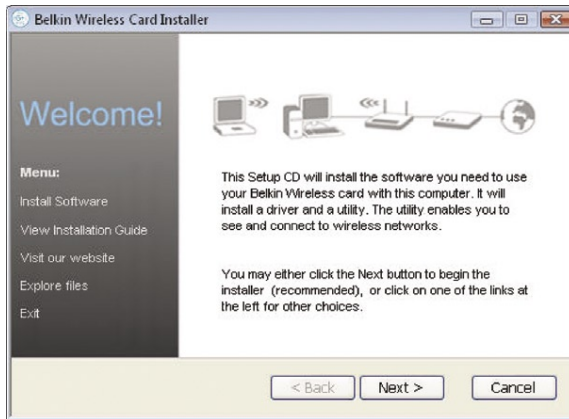 Belkin Wireless Card Installer
Welcome!
Menu:
Install Software
View Installation Guide
Visit our website
Explore files
Exit
This Setup CD will install the software you need to use
your Belkin Wireless card with this computer. It will
install a driver and a utility. The utility enables you to
see and connect to wireless networks.
You may either click the Next button to begin the
installer (recommended), or click on one of the links at
the left for other choices.
< Back
Next >
Cancel